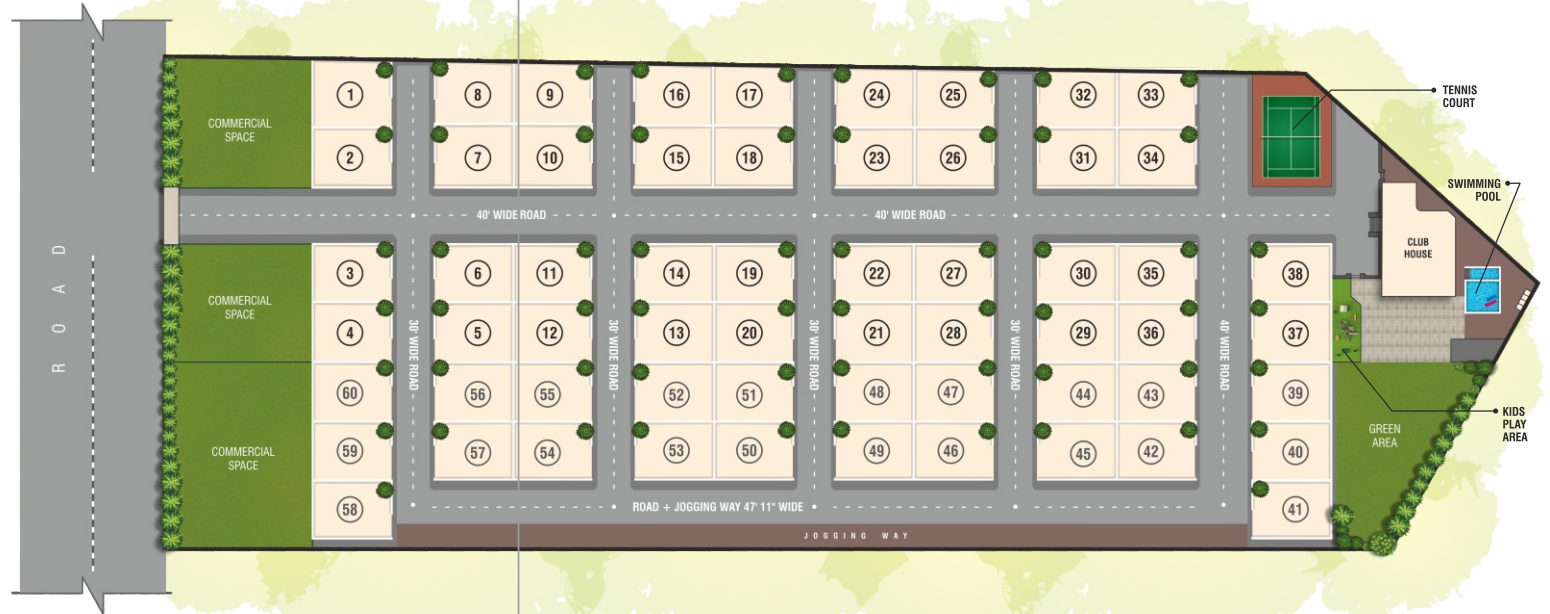 1
8
9
16
17
24
25
32
33
TENNIS
COURT
COMMERCIAL
SPACE
2
7
10
15
18
23
26
31
34
SWIMMING
POOL
40' WIDE ROAD
40' WIDE ROAD
CLUB
HOUSE
ROAD
3
6
11
14
19
22
27
30
35
38
COMMERCIAL
SPACE
4
5
12
13
20
21
28
29
36
37
30' WIDE ROAD
30' WIDE ROAD
30' WIDE ROAD
30' WIDE ROAD
40' WIDE ROAD
60
56
55
52
51
48
47
44
43
39
KIDS
PLAY
AREA
GREEN
AREA
COMMERCIAL
SPACE
59
57
54
53
50
49
46
45
42
40
58
ROAD + JOGGING WAY 47' 11" WIDE
41
JOGGING WAY